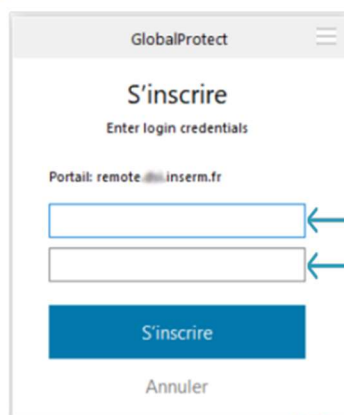 GlobalProtect
S'inscrire
Enter login credentials
Portail: remote. .inserm.fr
S'inscrire
Annuler